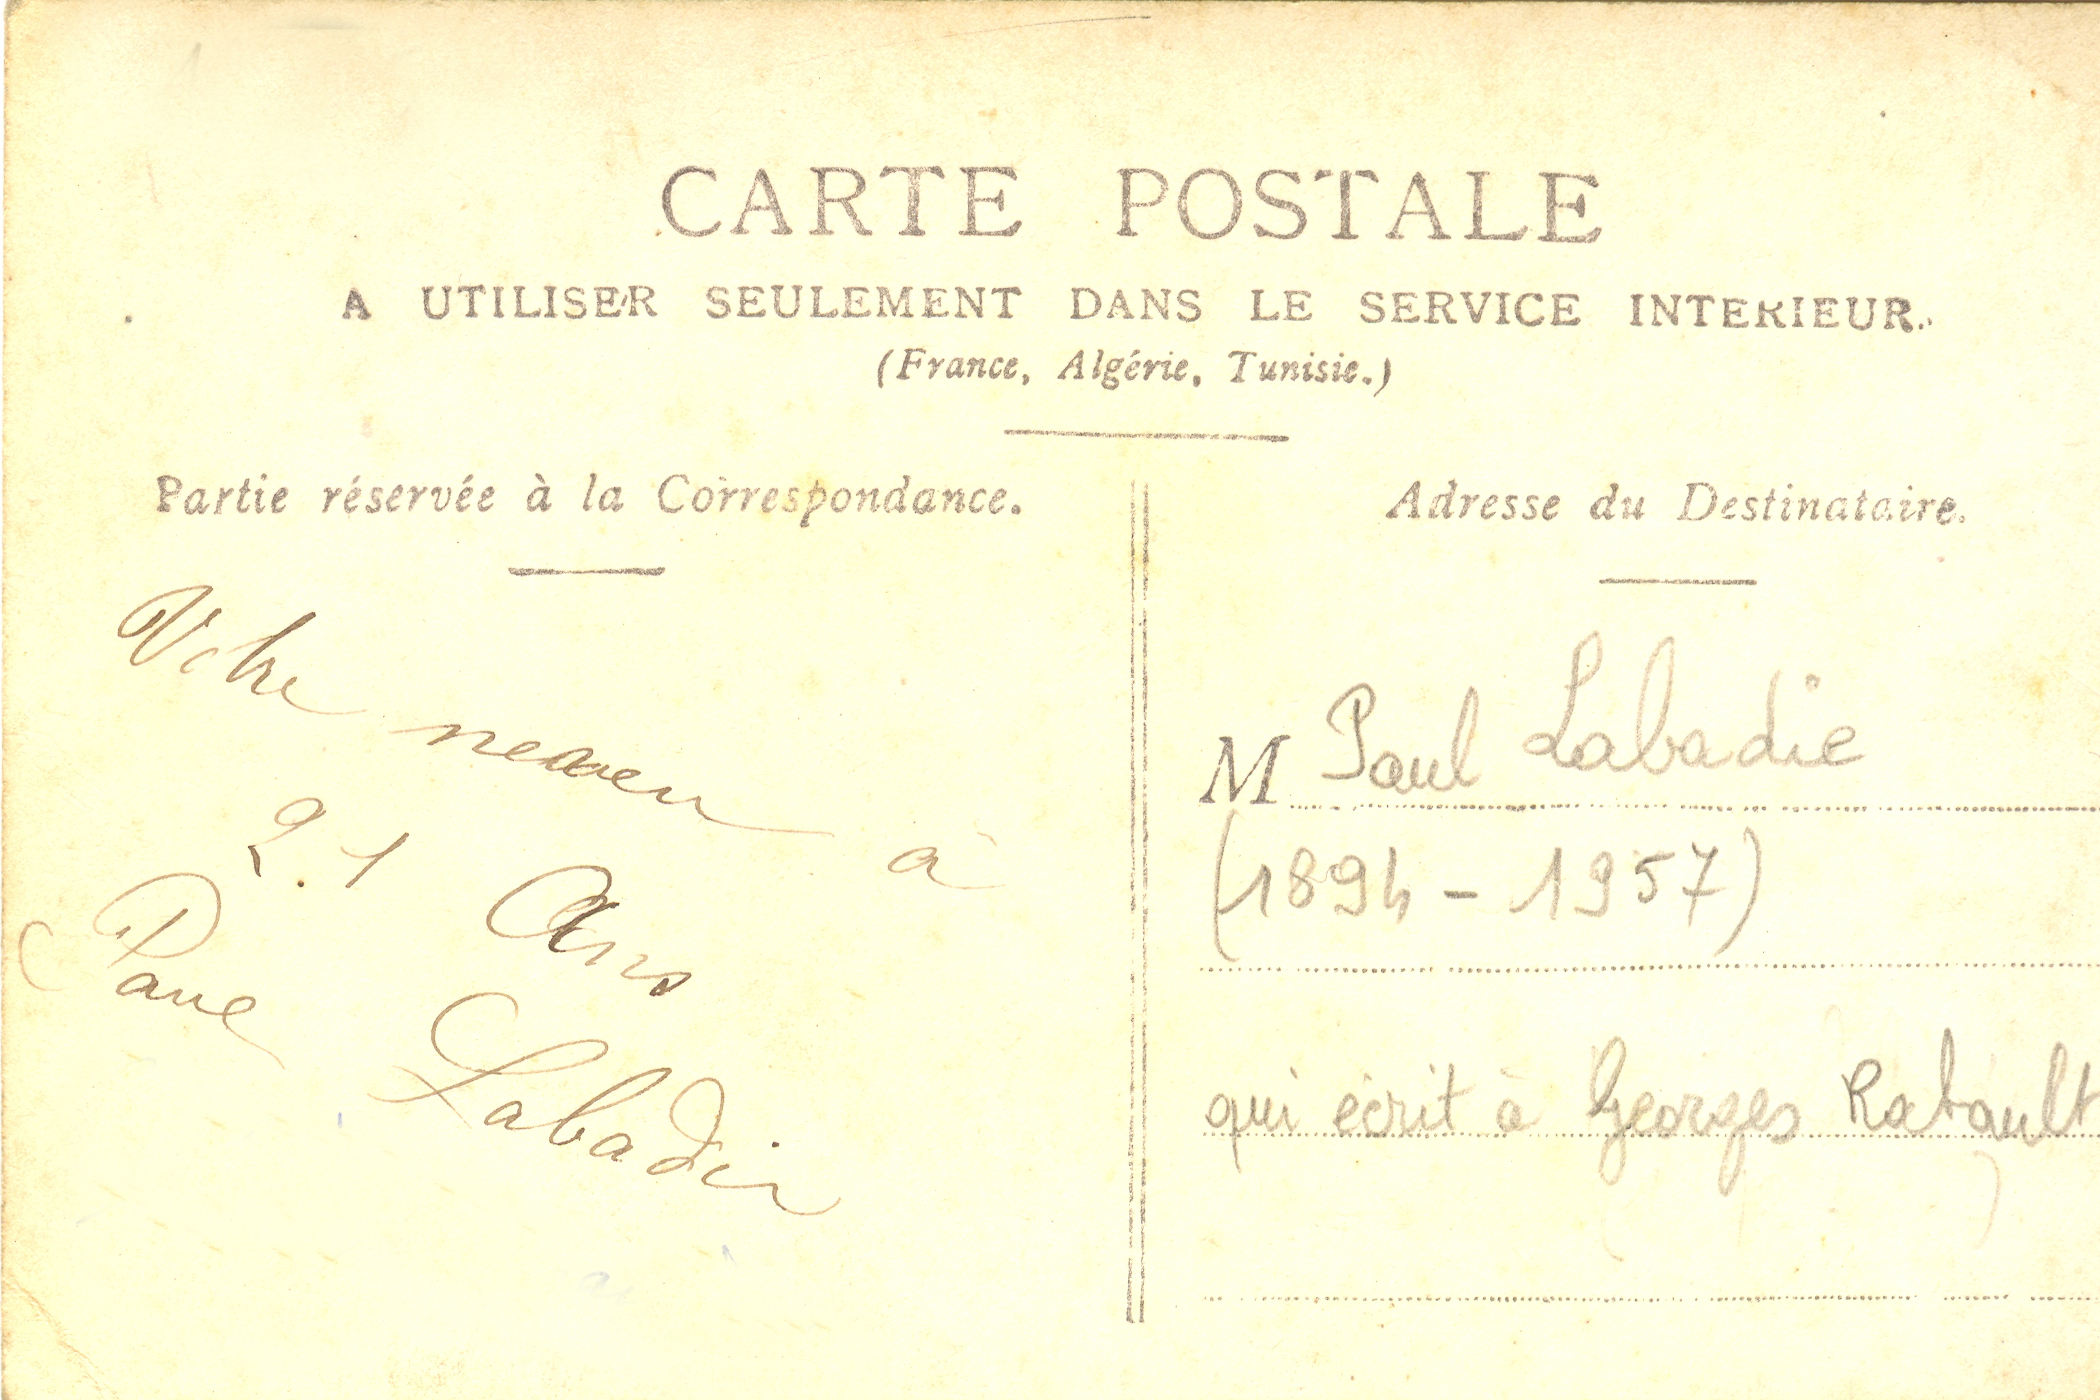 CARTE POSTALE
A UTILISER SEULEMENT DANS LE SERVICE INTERIEUR.
(France, Algérie, Tunisie.)
Partie réservée à la Correspondance.
Votre neveu à
21 Ans
Paul Labadie
Adresse du Destinataire.
M Paul Labadie
(1894 - 1957)
qui écrit à Georges Rabault